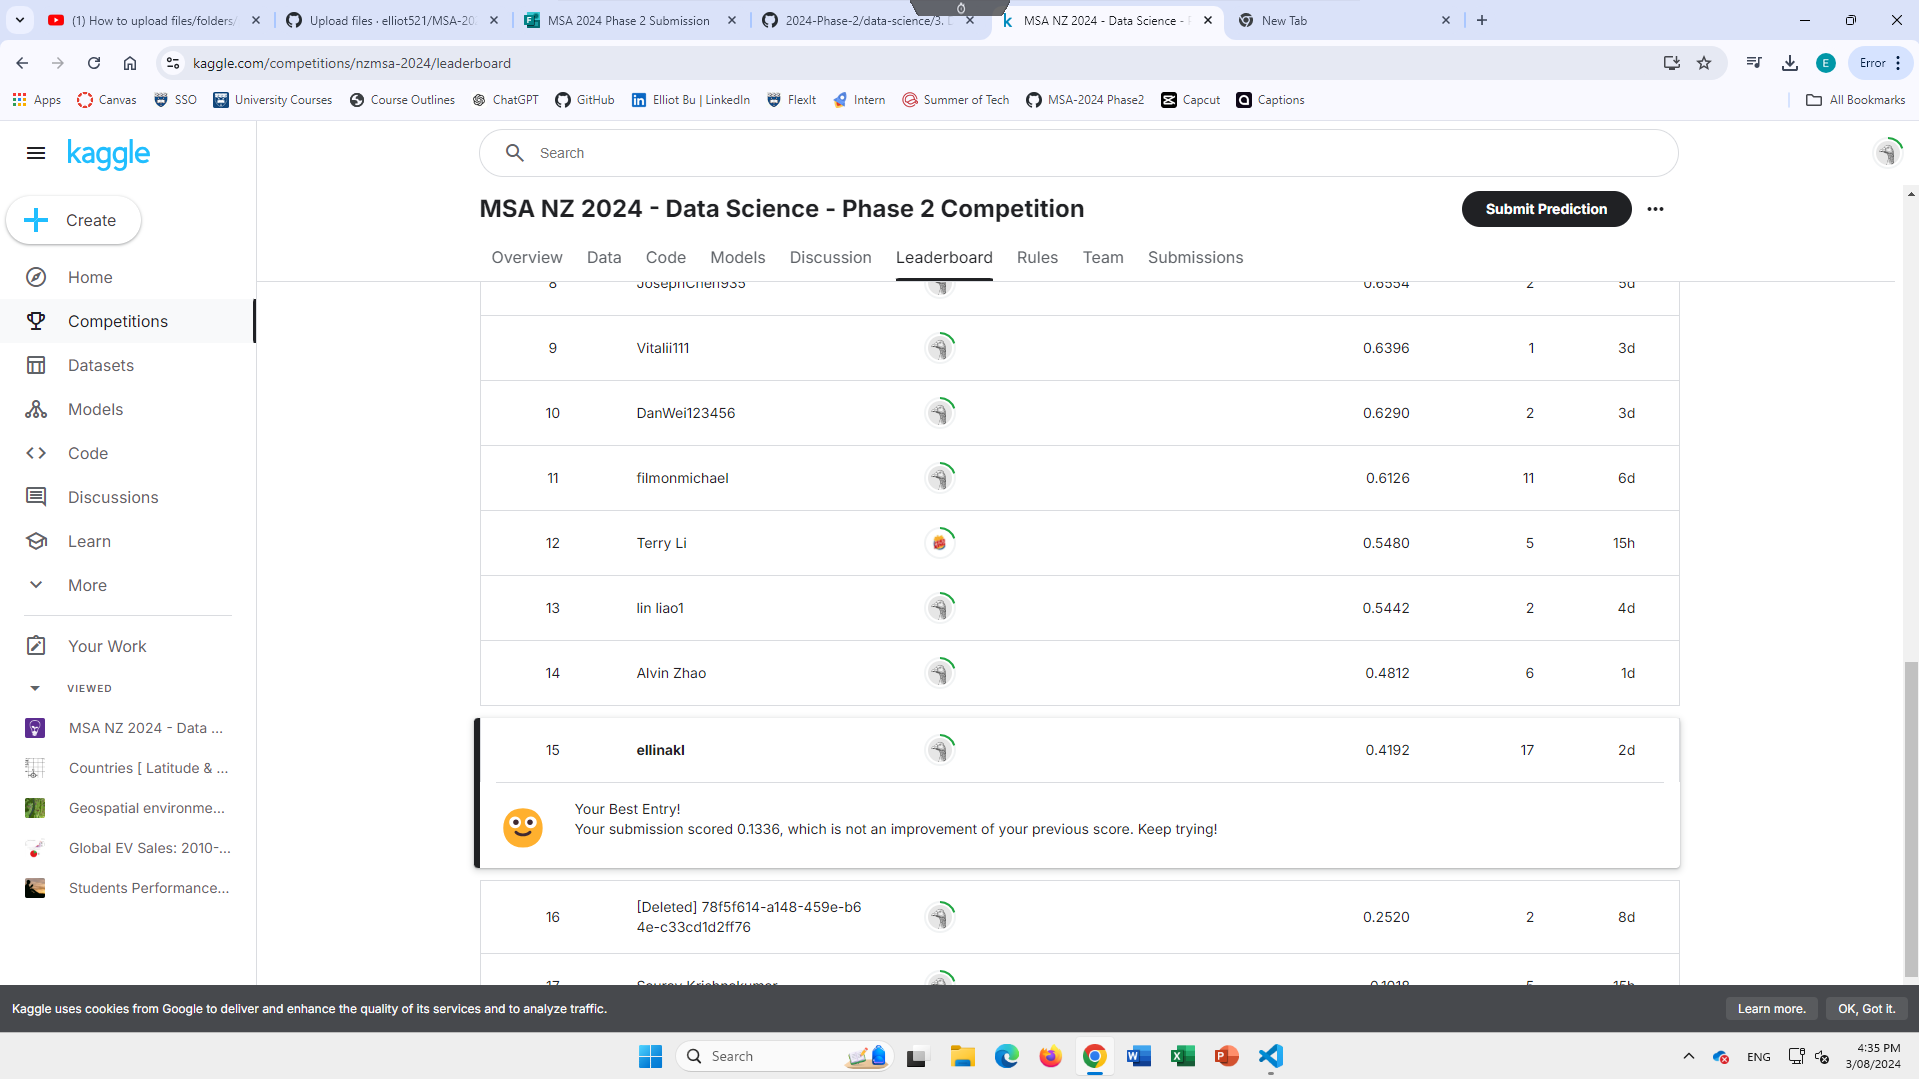 (1) How to upload files/folders/
Upload files · elliot521/MSA-202
MSA 2024 Phase 2 Submission
2024-Phase-2/data-science/3. D
MSA NZ 2024 - Data Science - P
New Tab
kaggle.com/competitions/nzmsa-2024/leaderboard
E
Error
Apps
Canvas
SSO
University Courses
Course Outlines
ChatGPT
GitHub
Elliot Bu | LinkedIn
FlexIt
Intern
Summer of Tech
MSA-2024 Phase2
Capcut
Captions
All Bookmarks
kaggle
Search
Create
MSA NZ 2024 - Data Science - Phase 2 Competition
Submit Prediction
Overview Data Code Models Discussion Leaderboard Rules Team Submissions
Home
Competitions
Datasets
Models
Code
Discussions
Learn
More
Your Work
VIEWED
MSA NZ 2024 - Data ...
Countries [ Latitude & ...
Geospatial environme...
Global EV Sales: 2010-...
Students Performance...
8 JosephChen935 0.6554 2 5d
9 Vitalii111 0.6396 1 3d
10 DanWei123456 0.6290 2 3d
11 filmonmichael 0.6126 11 6d
12 Terry Li 0.5480 5 15h
13 lin liao1 0.5442 2 4d
14 Alvin Zhao 0.4812 6 1d
15 ellinakl 0.4192 17 2d
Your Best Entry!
Your submission scored 0.1336, which is not an improvement of your previous score. Keep trying!
16 [Deleted] 78f5f614-a148-459e-b6 0.2520 2 8d
4e-c33cd1d2ff76
17 Sourav Krishnakumar 5 15h
Kaggle uses cookies from Google to deliver and enhance the quality of its services and to analyze traffic.
Learn more.
OK, Got it.
Search
ENG
4:35 PM
3/08/2024